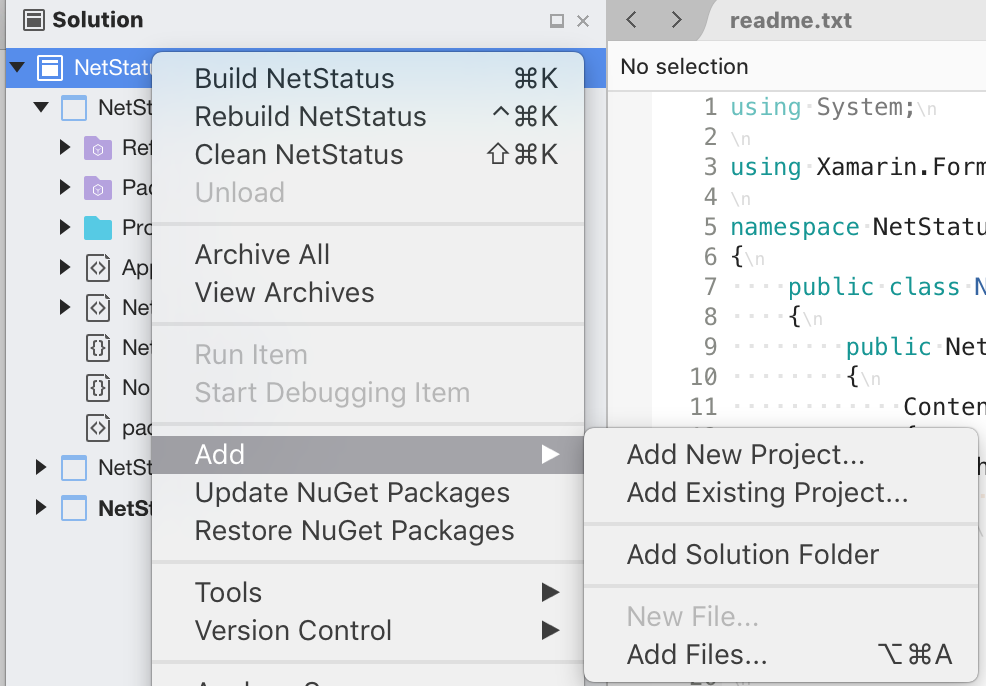 Solution
readme.txt
No selection
NetStatu
NetSt
Ref
Pac
Pro
App
Net
Net
No
pac
NetSt
NetSt
Build NetStatus ⌘K
Rebuild NetStatus ^⌘K
Clean NetStatus ⇧⌘K
Unload
Archive All
View Archives
Run Item
Start Debugging Item
Add
Update NuGet Packages
Restore NuGet Packages
Tools
Version Control
Add New Project...
Add Existing Project...
Add Solution Folder
New File...
Add Files... ⌥⌘A
1 using·System;\n
2 \n
3 using·Xamarin.Form
4 \n
5 namespace·NetStatu
6 {\n
7 ····public·class·N
8 ····{\n
9 ········public·Net
10 ········{\n
11 ············Conten